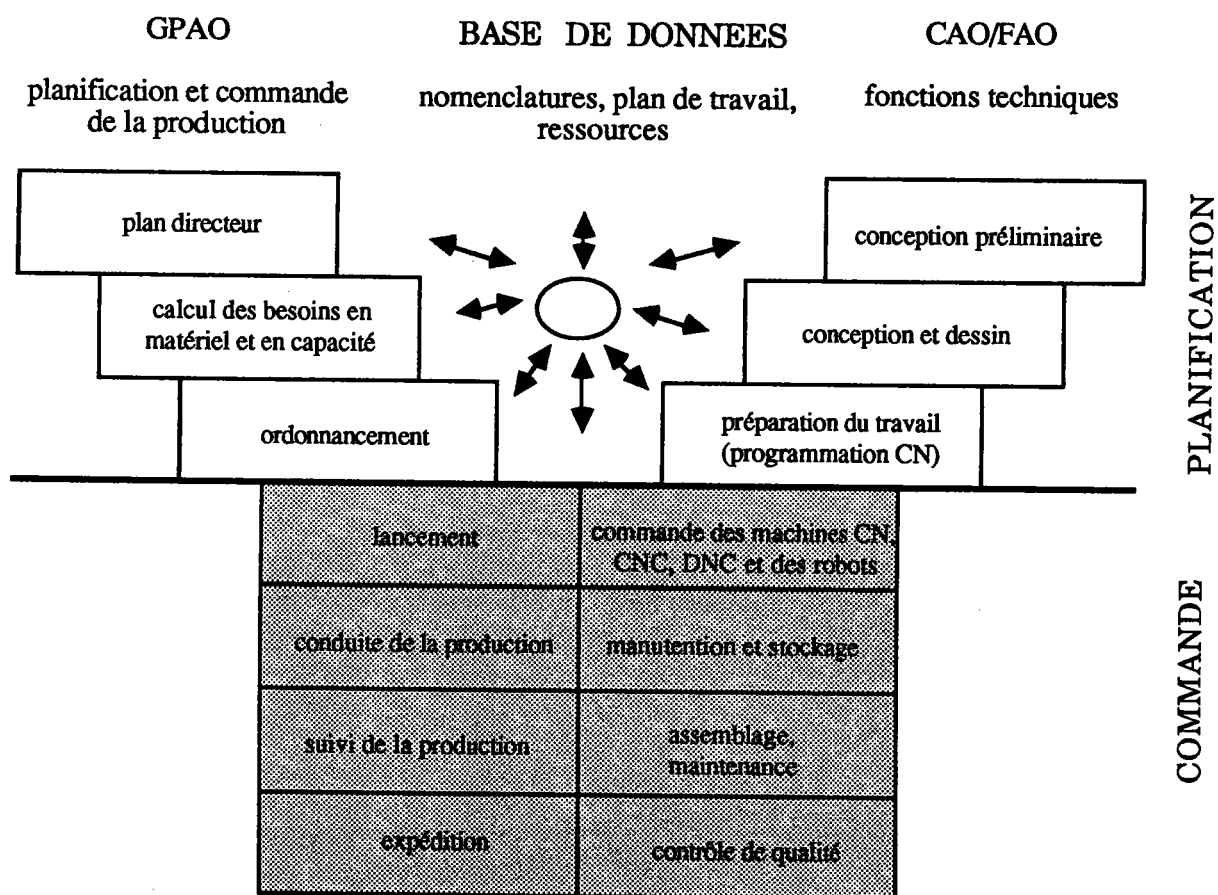 GPAO
BASE DE DONNEES
CAO/FAO
planification et commande
de la production
nomenclatures, plan de travail,
ressources
fonctions techniques
plan directeur
conception préliminaire
calcul des besoins en
matériel et en capacité
conception et dessin
ordonnancement
préparation du travail
(programmation CN)
PLANIFICATION
lancement
commande des machines CN,
CNC, DNC et des robots
conduite de la production
manutention et stockage
suivi de la production
assemblage,
maintenance
expédition
contrôle de qualité
COMMANDE